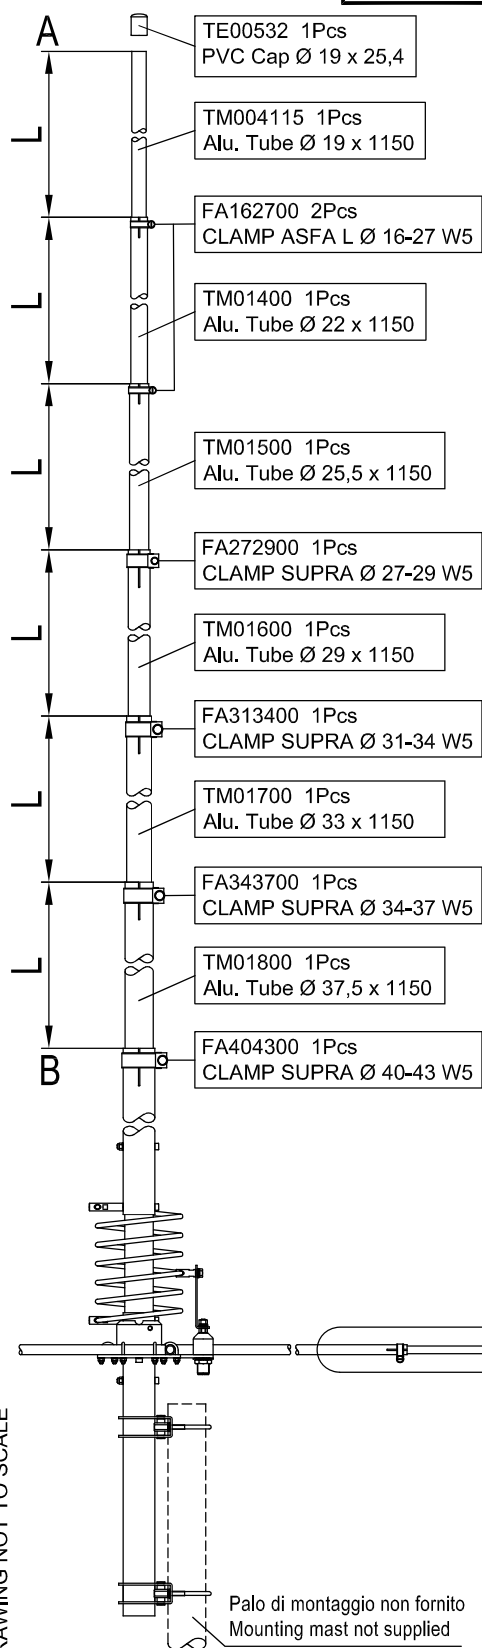 A
TE00532 1Pcs
PVC Cap Ø 19 x 25,4
L
TM004115 1Pcs
Alu. Tube Ø 19 x 1150
FA162700 2Pcs
CLAMP ASFA L Ø 16-27 W5
L
TM01400 1Pcs
Alu. Tube Ø 22 x 1150
L
TM01500 1Pcs
Alu. Tube Ø 25,5 x 1150
FA272900 1Pcs
CLAMP SUPRA Ø 27-29 W5
L
TM01600 1Pcs
Alu. Tube Ø 29 x 1150
FA313400 1Pcs
CLAMP SUPRA Ø 31-34 W5
L
TM01700 1Pcs
Alu. Tube Ø 33 x 1150
FA343700 1Pcs
CLAMP SUPRA Ø 34-37 W5
L
TM01800 1Pcs
Alu. Tube Ø 37,5 x 1150
B
FA404300 1Pcs
CLAMP SUPRA Ø 40-43 W5
RAWING NOT TO SCALE
Palo di montaggio non fornito
Mounting mast not supplied